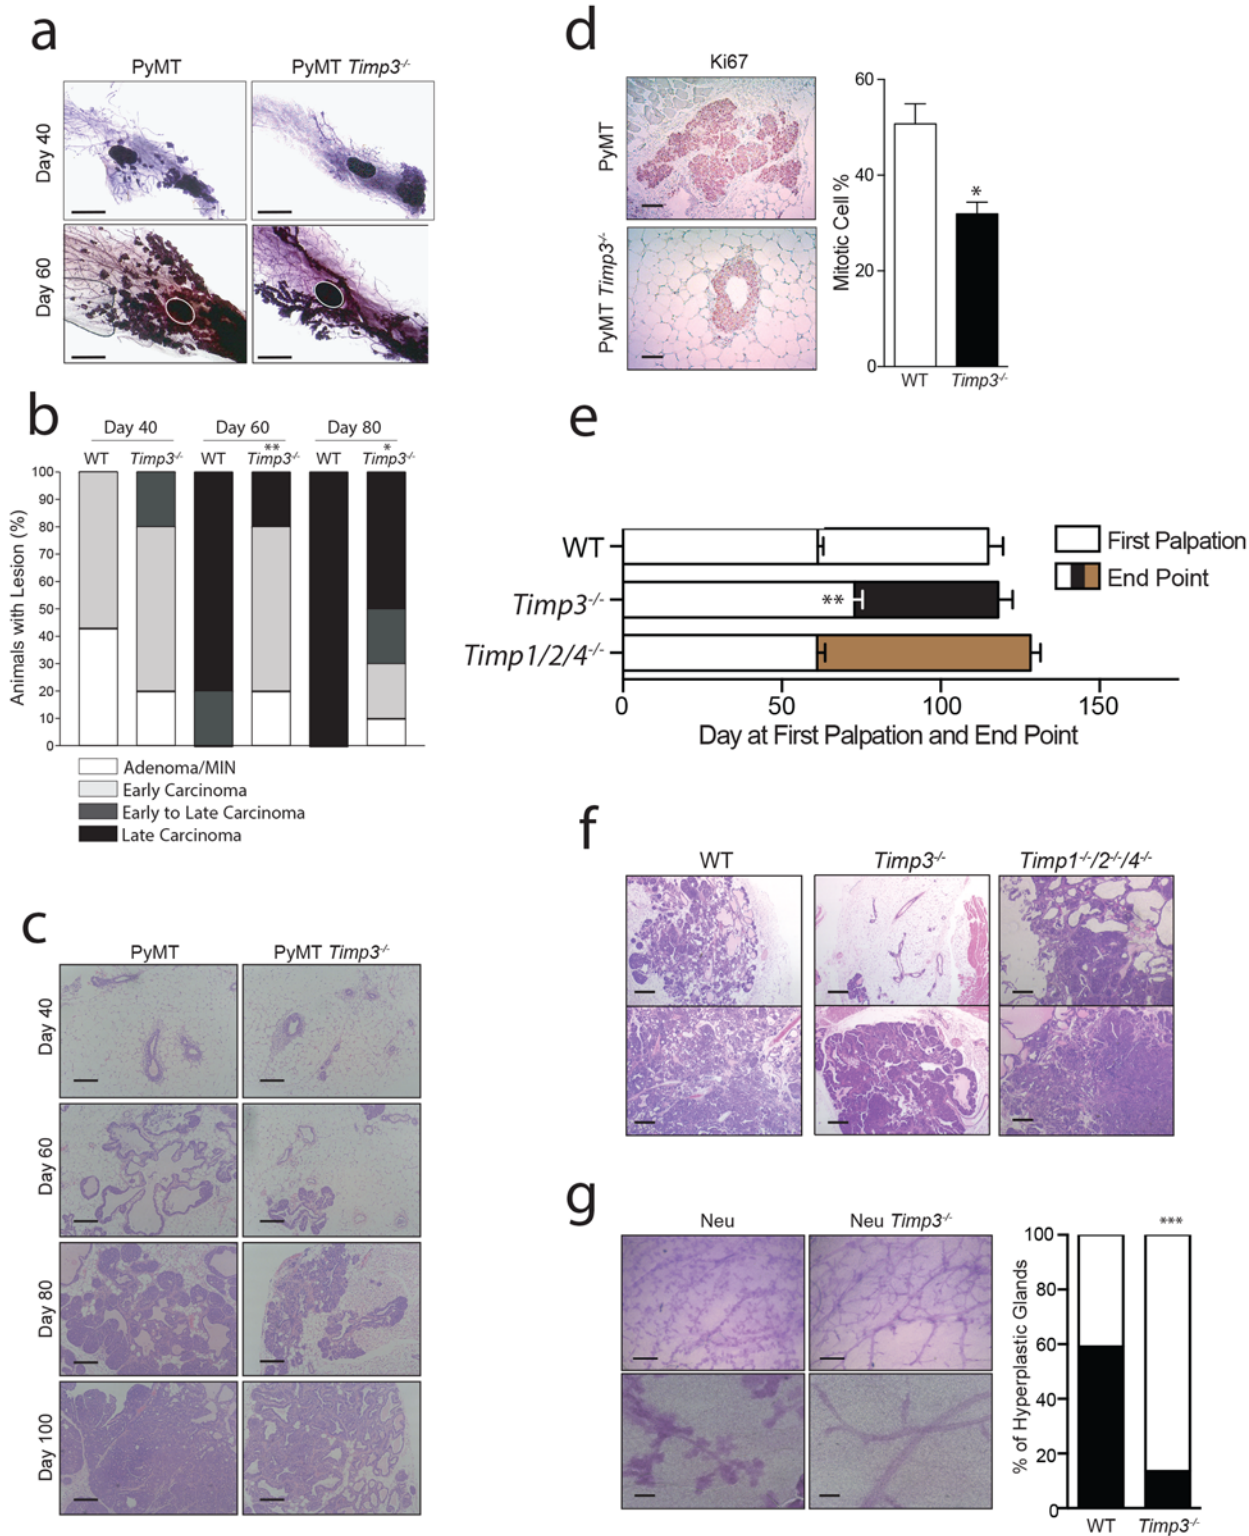 a
PyMT
PyMT Timp3-/-
Day 40
Day 60
b
Day 40
Day 60
Day 80
WT
Timp3-/-
WT
**
Timp3-/-
WT
*
Timp3-/-
Animals with Lesion (%)
100
90
80
70
60
50
40
30
20
10
0
Adenoma/MIN
Early Carcinoma
Early to Late Carcinoma
Late Carcinoma
c
PyMT
PyMT Timp3-/-
Day 40
Day 60
Day 80
Day 100
d
Ki67
PyMT
PyMT Timp3-/-
Mitotic Cell %
60
40
20
0
*
WT
Timp3-/-
e
WT
Timp3-/-
**
Timp1/2/4-/-
First Palpation
End Point
0
50
100
150
Day at First Palpation and End Point
f
WT
Timp3-/-
Timp1-/-/2-/-/4-/-
g
Neu
Neu Timp3-/-
% of Hyperplastic Glands
100
80
60
40
20
0
***
WT
Timp3-/-